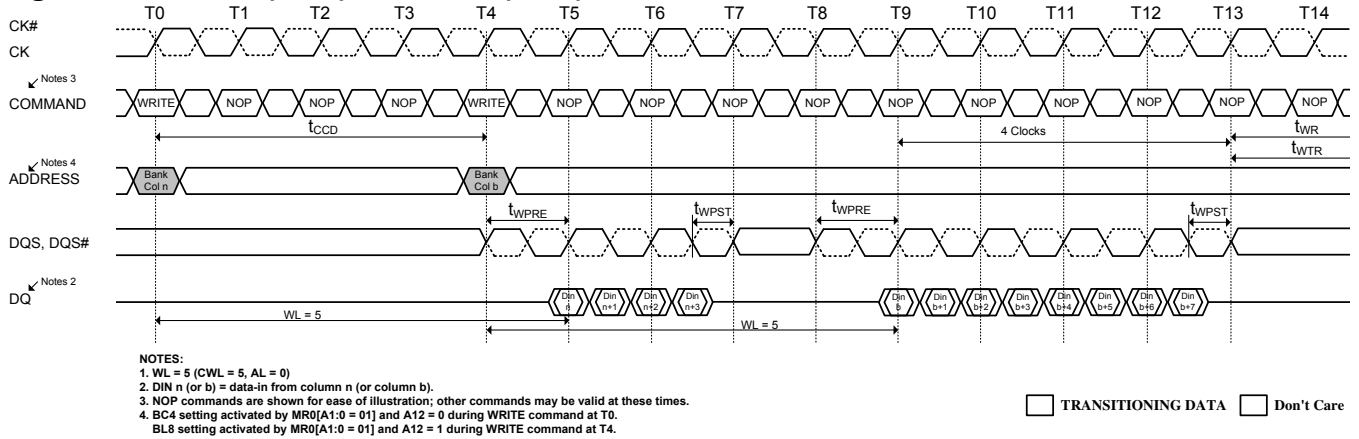 T0 T1 T2 T3 T4 T5 T6 T7 T8 T9 T10 T11 T12 T13 T14
CK#
CK
Notes 3
COMMAND WRITE NOP NOP NOP WRITE NOP NOP NOP NOP NOP NOP NOP NOP NOP NOP
tCCD 4 Clocks tWR
tWTR
Notes 4
ADDRESS Bank Col n Bank Col b
tWPRE tWPST tWPRE tWPST
DQS, DQS#
Notes 2
DQ Din n Din n+1 Din n+2 Din n+3 Din b Din b+1 Din b+2 Din b+3 Din b+4 Din b+5 Din b+6 Din b+7
WL = 5 WL = 5
NOTES:
1. WL = 5 (CWL = 5, AL = 0)
2. DIN n (or b) = data-in from column n (or column b).
3. NOP commands are shown for ease of illustration; other commands may be valid at these times.
4. BC4 setting activated by MR0[A1:0 = 01] and A12 = 0 during WRITE command at T0.
BL8 setting activated by MR0[A1:0 = 01] and A12 = 1 during WRITE command at T4.
TRANSITIONING DATA Don't Care